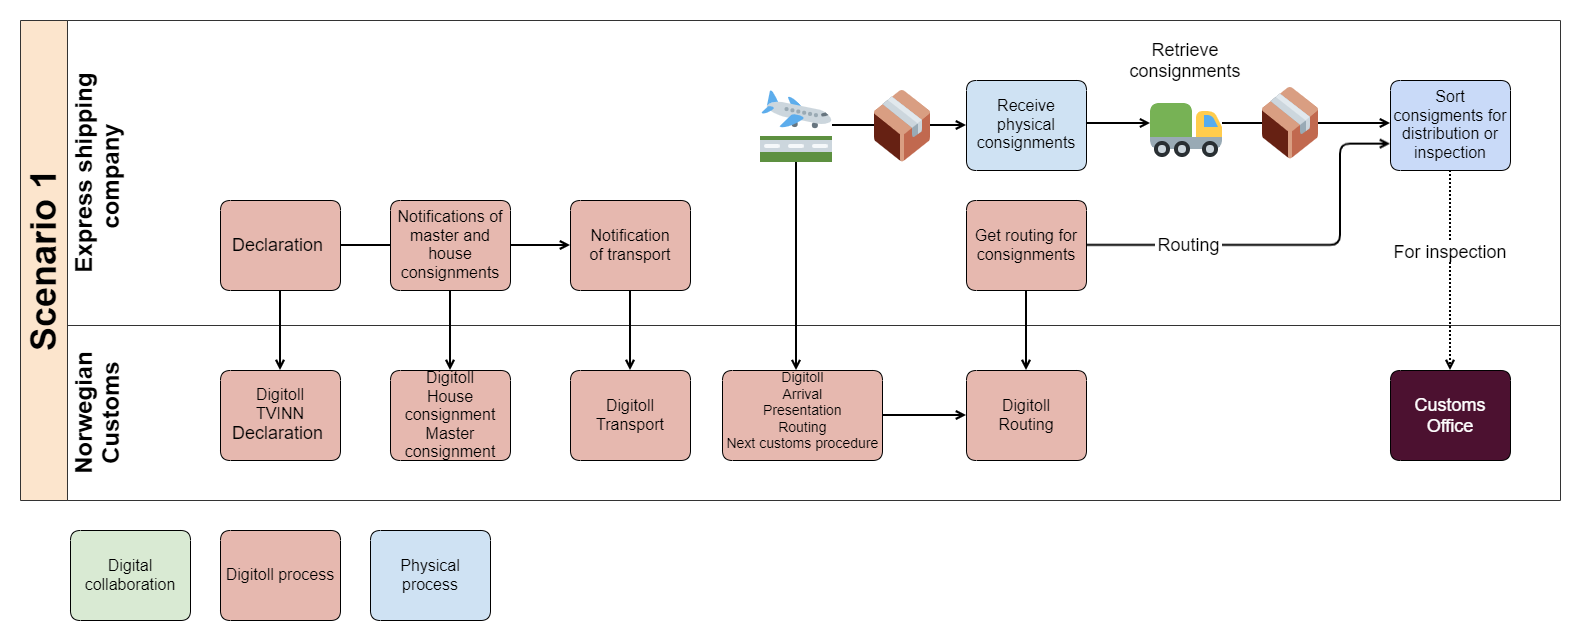 Scenario 1
Express shipping
company
Retrieve
consignments
Receive
physical
consignments
Sort
consigments for
distribution or
inspection
Declaration
Notifications of
master and
house
consignments
Notification
of transport
Get routing for
consignments
Routing
For inspection
Norwegian
Customs
Digitoll
TVINN
Declaration
Digitoll
House
consignment
Master
consignment
Digitoll
Transport
Digitoll
Arrival
Presentation
Routing
Next customs procedure
Digitoll
Routing
Customs
Office
Digital
collaboration
Digitoll process
Physical
process